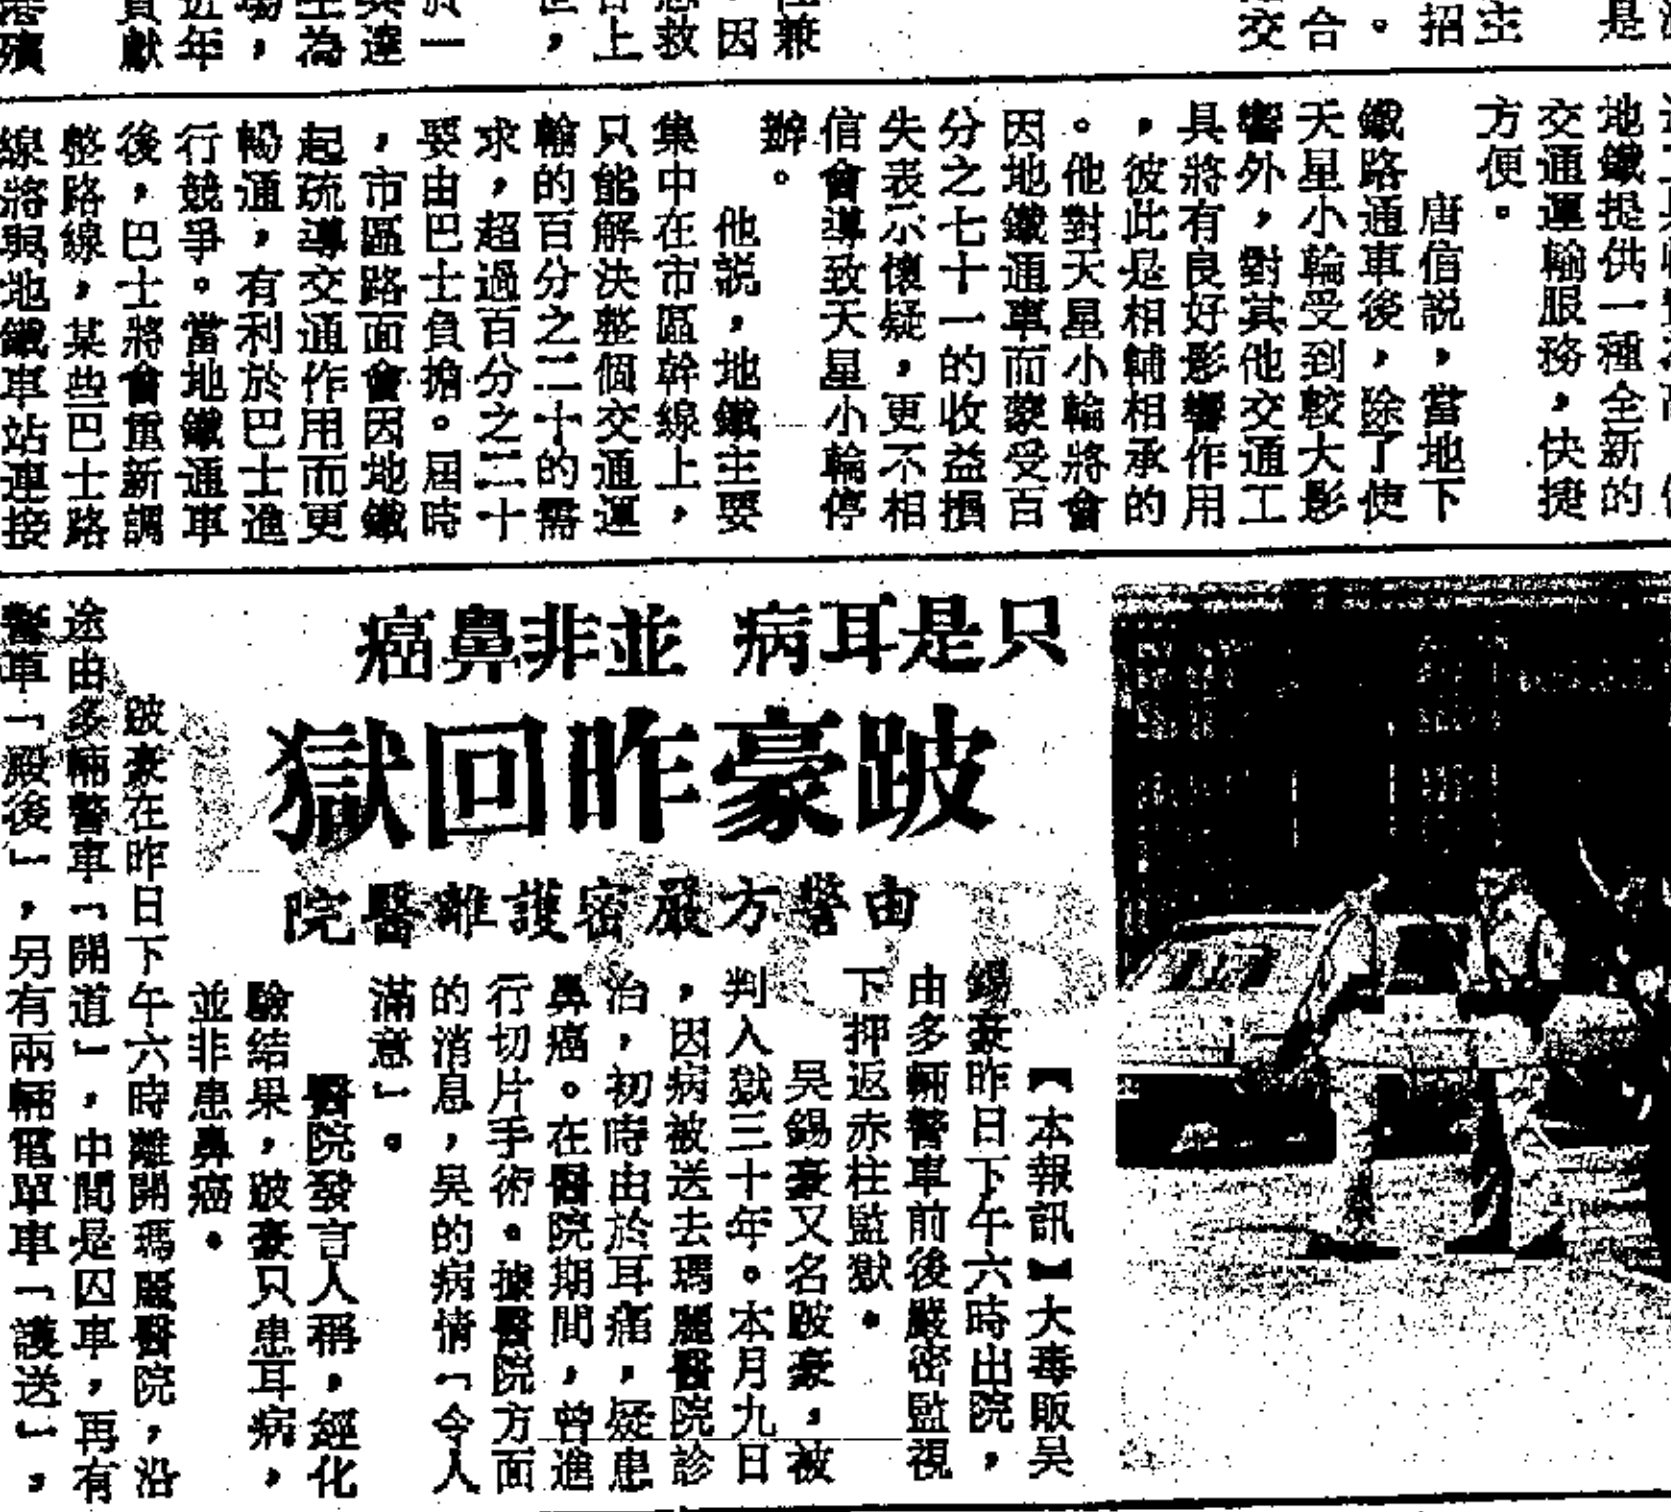 是
主
招
。
合
交
兼
因
救
上
，
於一
為
場，
近年
貢獻
殯
地鐵提供一種全新的
交通運輸服務，快捷
方便。
唐信説，當地下
鐵路通車後，除了使
天星小輪受到較大影
響外，對其他交通工
具將有良好影響作用
，彼此是相輔相承的
。他對天星小輪將會
因地鐵通車而蒙受百
分之七十一的收益損
失表示懷疑，更不相
信會導致天星小輪停
辦。
他説，地鐵主要
集中在市區幹線上，
只能解決整個交通運
輸的百分之二十的需
求，超過百分之三十
要由巴士負擔。屆時
，市區路面會因地鐵
起疏導交通作用而更
暢通，有利於巴士進
行競爭。當地鐵通車
後，巴士將會重新調
整路線，某些巴士路
線將與地鐵車站連接
只是耳病 並非鼻癌
跛豪昨回獄
由警方嚴密護離醫院
【本報訊】大毒販吳
錫豪昨日下午六時出院，
由多輛警車前後嚴密監視
下押返赤柱監獄。
吳錫豪又名跛豪，被
判入獄三十年。本月九日
，因病被送去瑪麗醫院診
治，初時由於耳痛，疑患
鼻癌。在醫院期間，曾進
行切片手術。據醫院方面
的消息，吳的病情「令人
滿意」。
醫院發言人稱，經化
驗結果，跛豪只患耳病，
並非患鼻癌。
跛豪在昨日下午六時離開瑪麗醫院，沿
途由多輛警車「開道」，中間是囚車，再有
警車「殿後」，另有兩輛電單車「護送」，